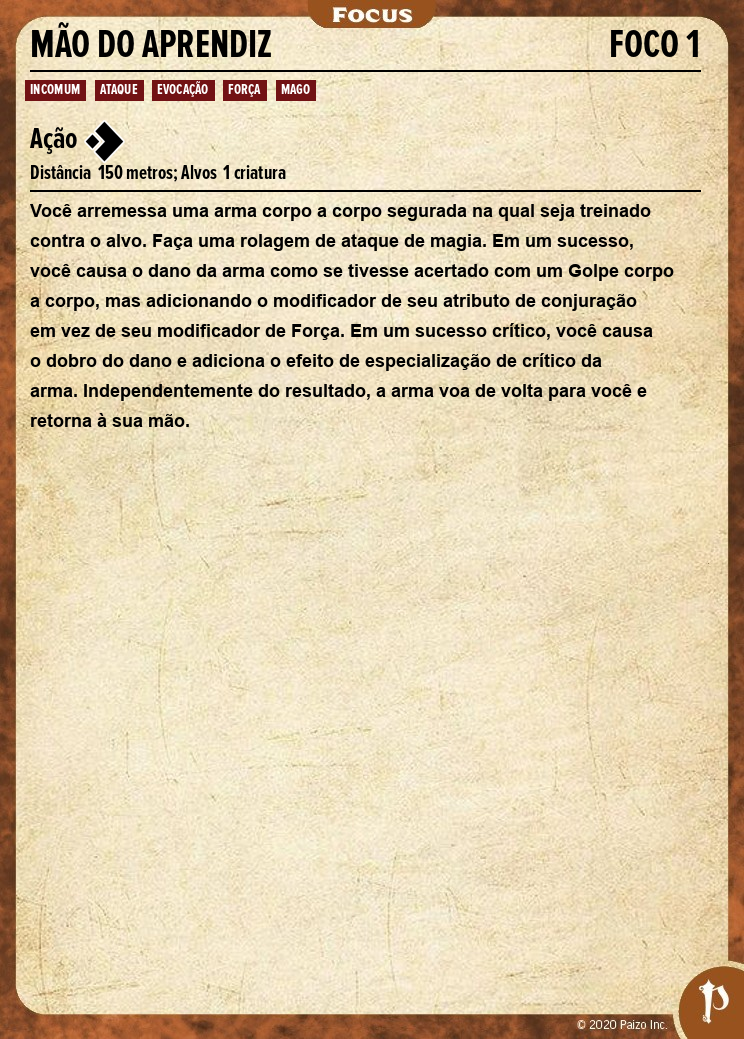 Focus
MÃO DO APRENDIZ FOCO 1
INCOMUM ATAQUE EVOCAÇÃO FORÇA MAGO
Ação
Distância 150 metros; Alvos 1 criatura
Você arremessa uma arma corpo a corpo segurada na qual seja treinado
contra o alvo. Faça uma rolagem de ataque de magia. Em um sucesso,
você causa o dano da arma como se tivesse acertado com um Golpe corpo
a corpo, mas adicionando o modificador de seu atributo de conjuração
em vez de seu modificador de Força. Em um sucesso crítico, você causa
o dobro do dano e adiciona o efeito de especialização de crítico da
arma. Independentemente do resultado, a arma voa de volta para você e
retorna à sua mão.
© 2020 Paizo Inc.
P